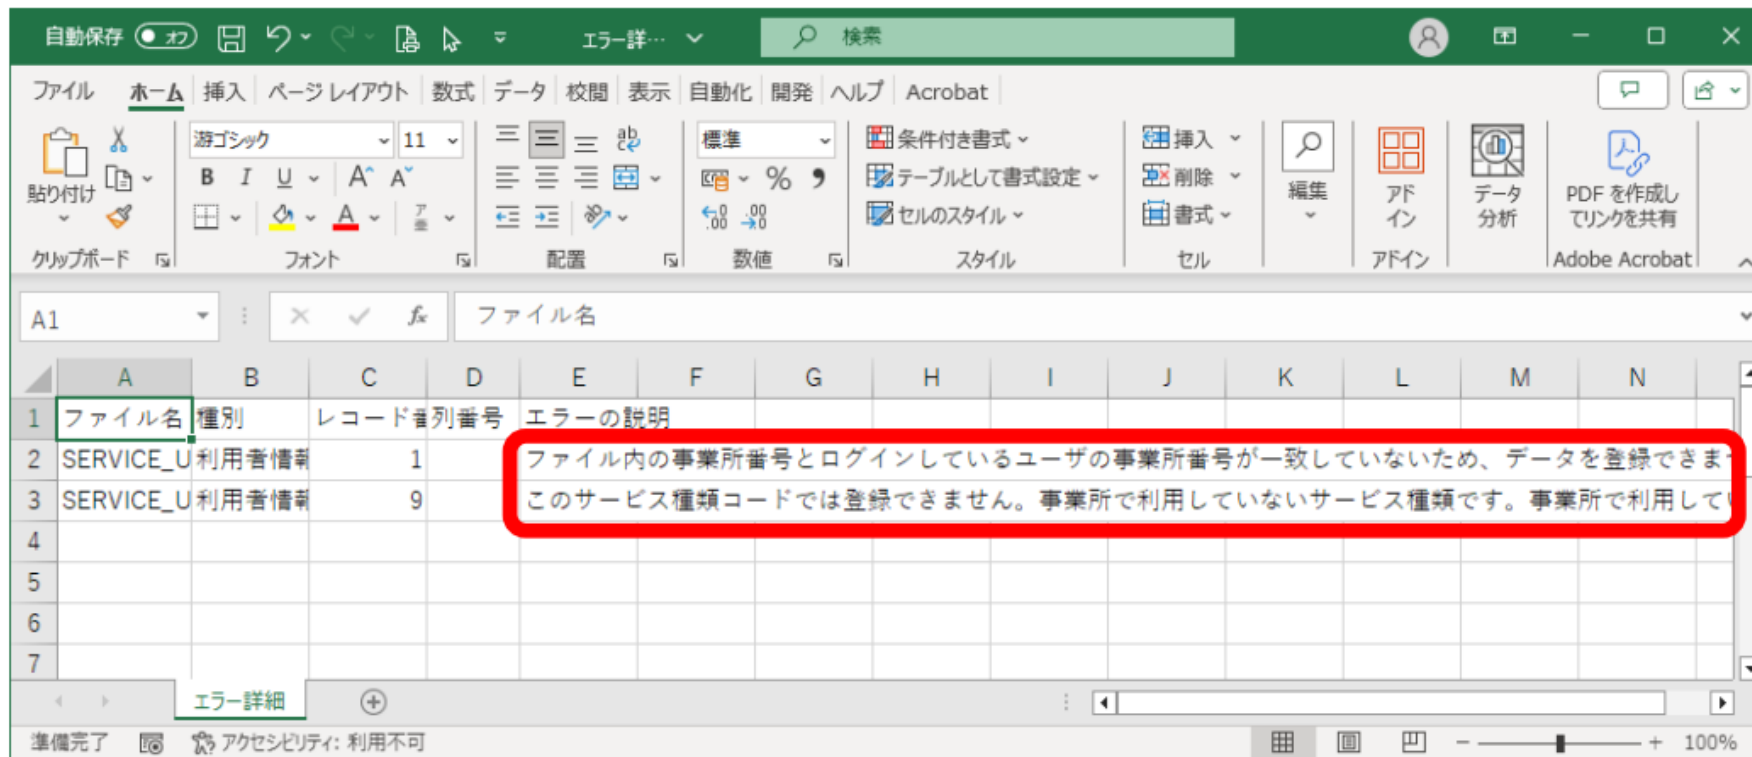 自動保存 オフ エラー詳… 検索
ファイル ホーム 挿入 ページ レイアウト 数式 データ 校閲 表示 自動化 開発 ヘルプ Acrobat
貼り付け
クリップボード
游ゴシック 11
B I U A A
A
フォント
ab
配置
標準
% 9
数値
条件付き書式
テーブルとして書式設定
セルのスタイル
スタイル
挿入
削除
書式
セル
編集
アド
イン
アドイン
データ
分析
PDF を作成し
てリンクを共有
Adobe Acrobat
A1 fx ファイル名
A B C D E F G H I J K L M N
1 ファイル名 種別 レコード番 列番号 エラーの説明
2 SERVICE_U 利用者情報 1 ファイル内の事業所番号とログインしているユーザの事業所番号が一致していないため、データを登録できま
3 SERVICE_U 利用者情報 9 このサービス種類コードでは登録できません。事業所で利用していないサービス種類です。事業所で利用してい
4
5
6
7
エラー詳細
準備完了 アクセシビリティ: 利用不可 100%